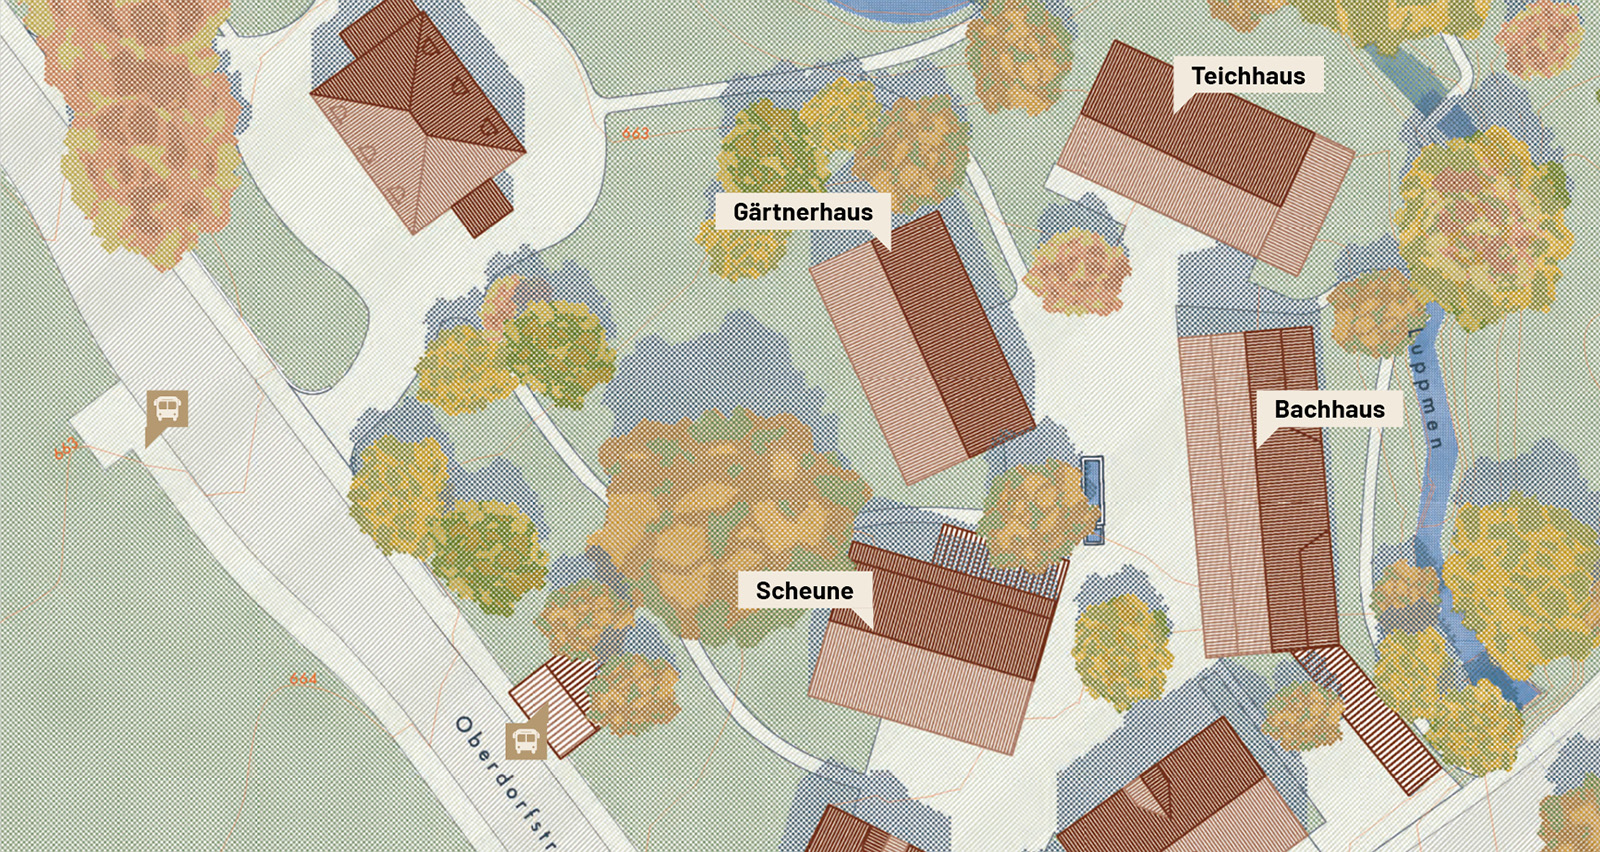 Teichhaus
663
Gärtnerhaus
Luppmen
Bachhaus
663
Scheune
664
Oberdorfstr